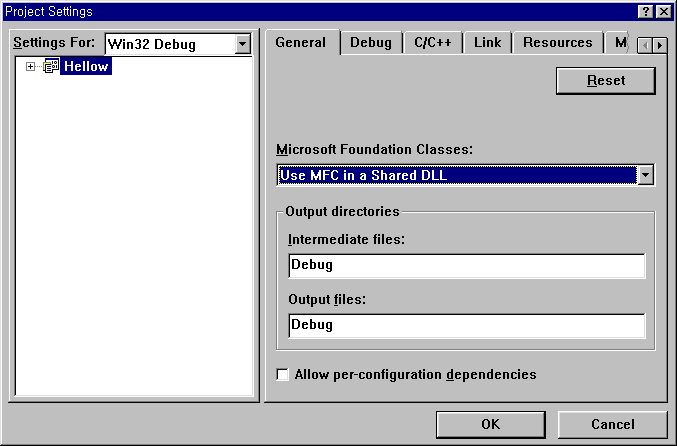 Project Settings
Settings For: Win32 Debug
Hellow
General Debug C/C++ Link Resources M
Reset
Microsoft Foundation Classes:
Use MFC in a Shared DLL
Output directories
Intermediate files:
Debug
Output files:
Debug
Allow per-configuration dependencies
OK Cancel